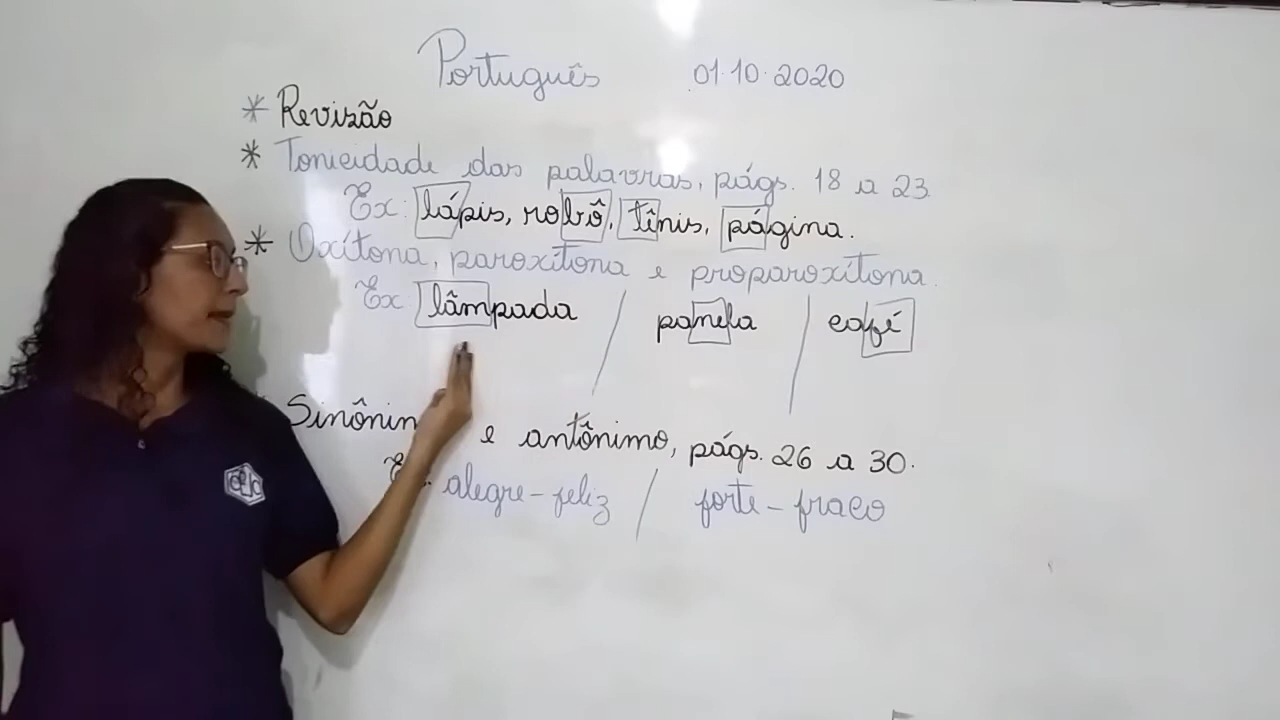 Português 01.10.2020
* Revisão
* Tonicidade das palavras, págs. 18 a 23.
Ex: lápis, robô, tênis, página.
* Oxítona, paroxítona e proparoxítona.
Ex: lâmpada / panela / café
Sinônim e antônimo, págs. 26 a 30.
alegre - feliz / forte - fraco